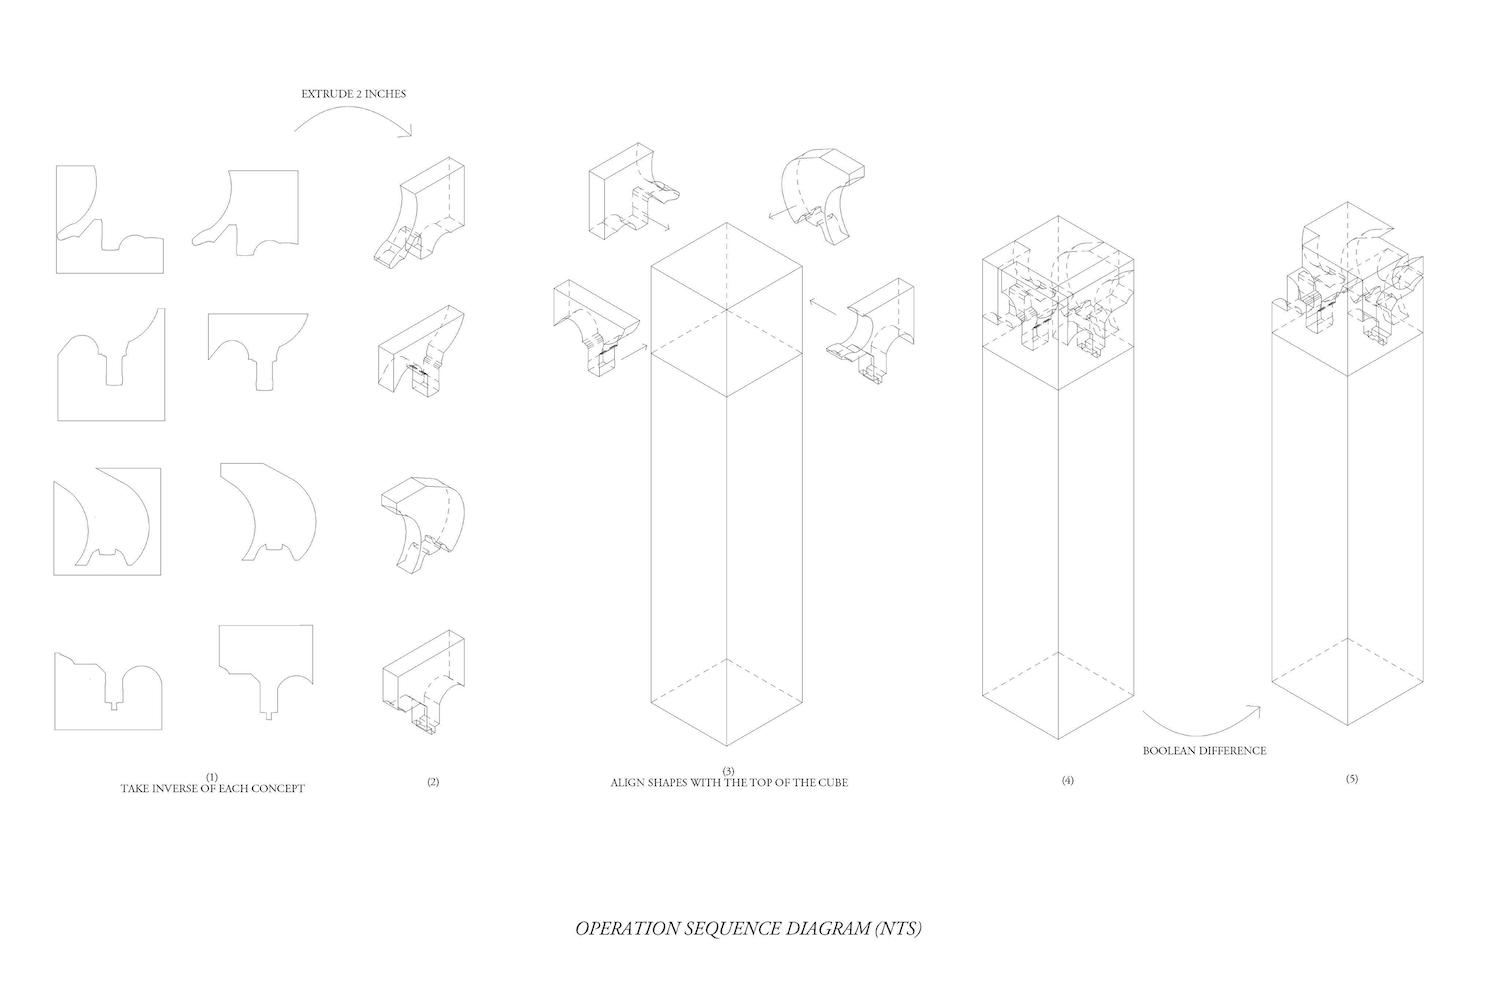 EXTRUDE 2 INCHES
(1)
TAKE INVERSE OF EACH CONCEPT
(2)
(3)
ALIGN SHAPES WITH THE TOP OF THE CUBE
(4)
BOOLEAN DIFFERENCE
(5)
OPERATION SEQUENCE DIAGRAM (NTS)